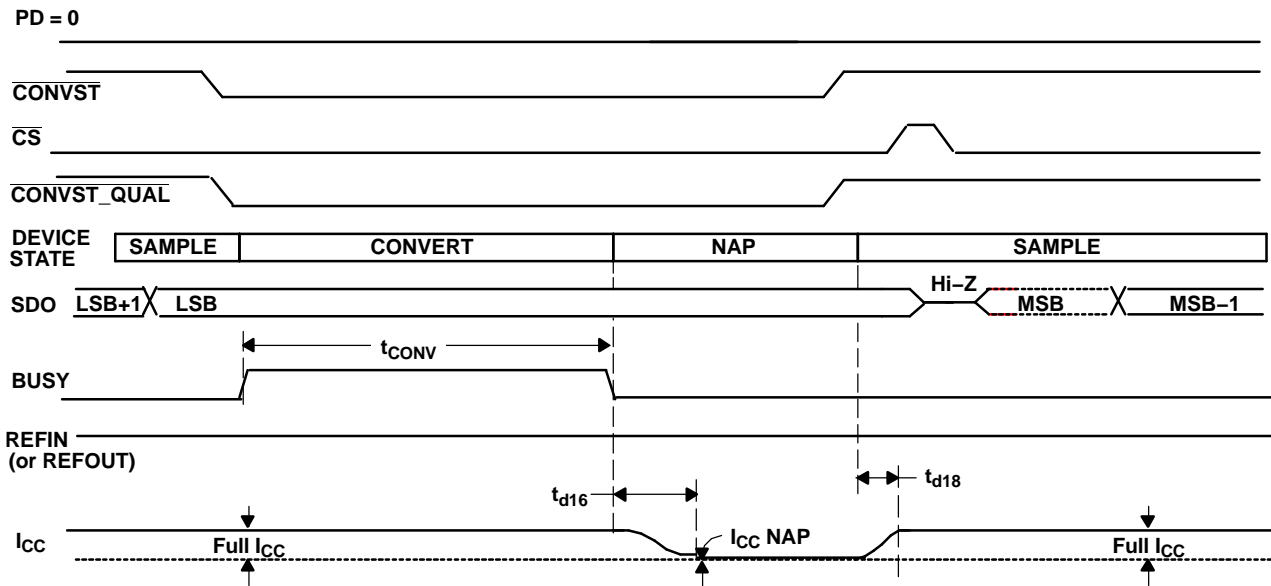 PD = 0
CONVST
CS
CONVST_QUAL
DEVICE STATE
SAMPLE CONVERT NAP SAMPLE
SDO LSB+1 LSB Hi–Z MSB MSB–1
tCONV
BUSY
REFIN
(or REFOUT)
td16 td18
ICC Full ICC ICC NAP Full ICC